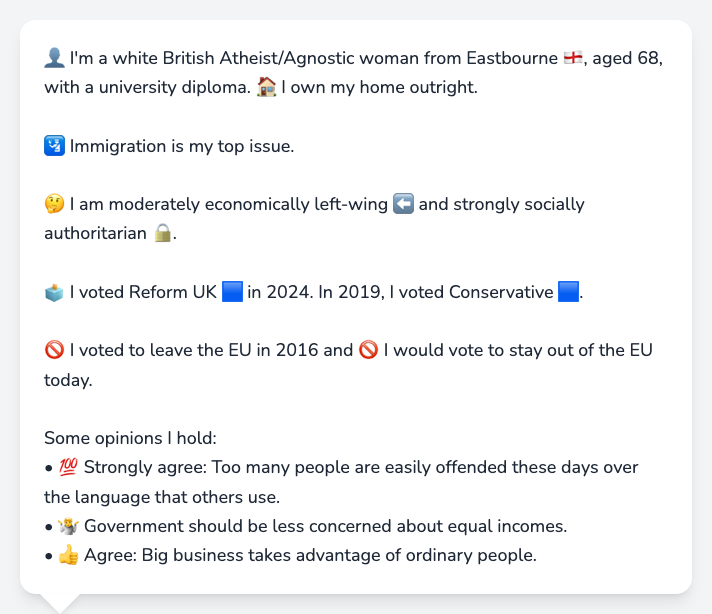 👤 I'm a white British Atheist/Agnostic woman from Eastbourne 🏴󠁧󠁢󠁥󠁮󠁧󠁿, aged 68,
with a university diploma. 🏠 I own my home outright.
🛂 Immigration is my top issue.
🤔 I am moderately economically left-wing ⬅️ and strongly socially
authoritarian 🔒.
🗳️ I voted Reform UK 🟦 in 2024. In 2019, I voted Conservative 🟦.
🚫 I voted to leave the EU in 2016 and 🚫 I would vote to stay out of the EU
today.
Some opinions I hold:
• 💯 Strongly agree: Too many people are easily offended these days over
the language that others use.
• 🤷 Government should be less concerned about equal incomes.
• 👍 Agree: Big business takes advantage of ordinary people.